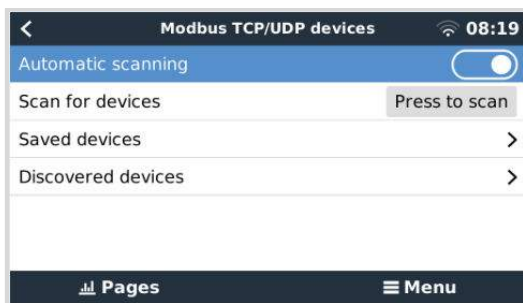 Modbus TCP/UDP devices 08:19
Automatic scanning
Scan for devices Press to scan
Saved devices
Discovered devices
Pages Menu